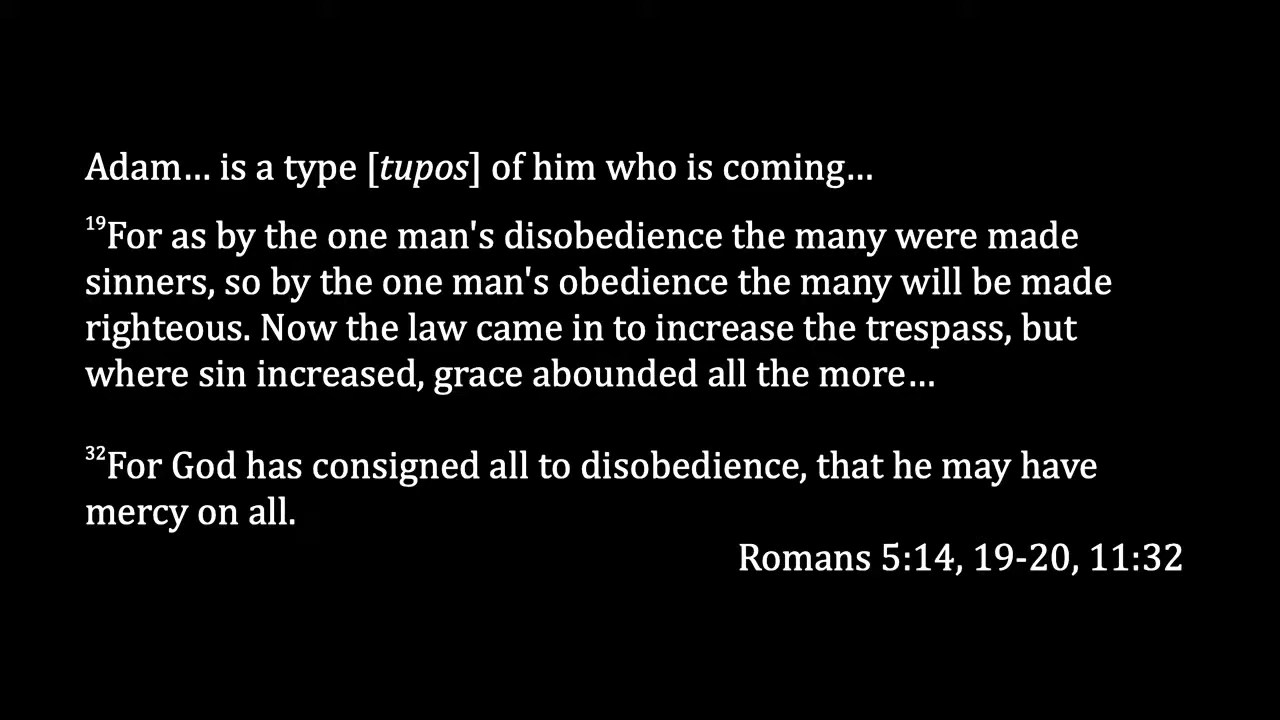 Adam… is a type [tupos] of him who is coming…
¹⁹For as by the one man's disobedience the many were made
sinners, so by the one man's obedience the many will be made
righteous. Now the law came in to increase the trespass, but
where sin increased, grace abounded all the more…
³²For God has consigned all to disobedience, that he may have
mercy on all.
Romans 5:14, 19-20, 11:32